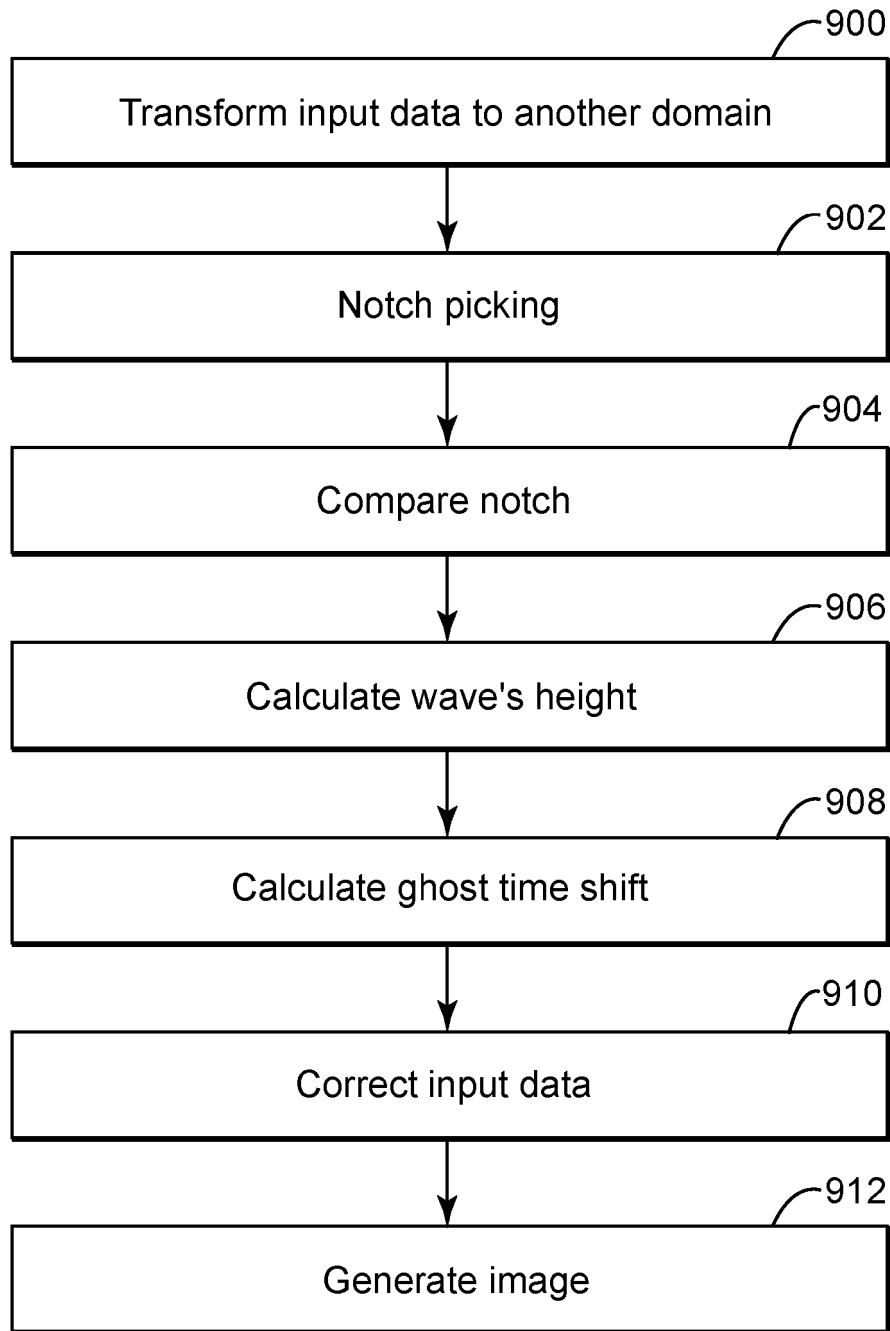 900
Transform input data to another domain
902
Notch picking
904
Compare notch
906
Calculate wave's height
908
Calculate ghost time shift
910
Correct input data
912
Generate image